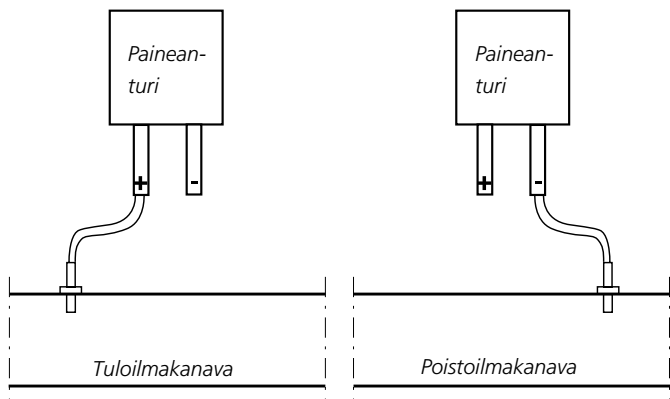 Painean-
turi
+ -
Tuloilmakanava
Painean-
turi
+ -
Poistoilmakanava